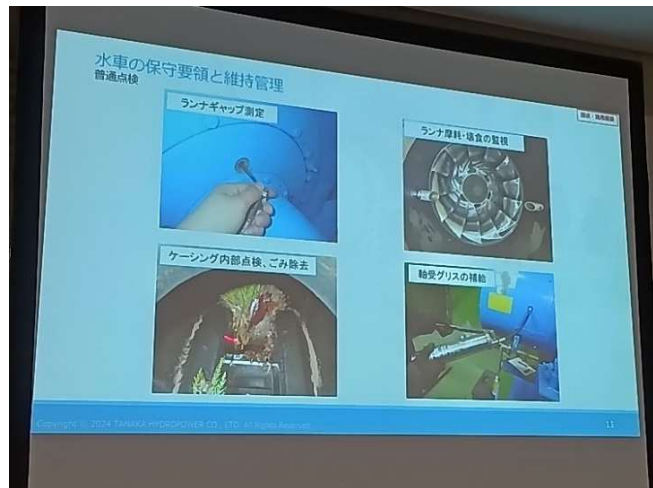 水車の保守要領と維持管理
普通点検
ランナギャップ測定
ランナ摩耗・壊食の監視
ケーシング内部点検、ごみ除去
軸受グリスの補給
Copyright © 2024 TANAKA HYDROPOWER CO., LTD. All Rights Reserved.
11